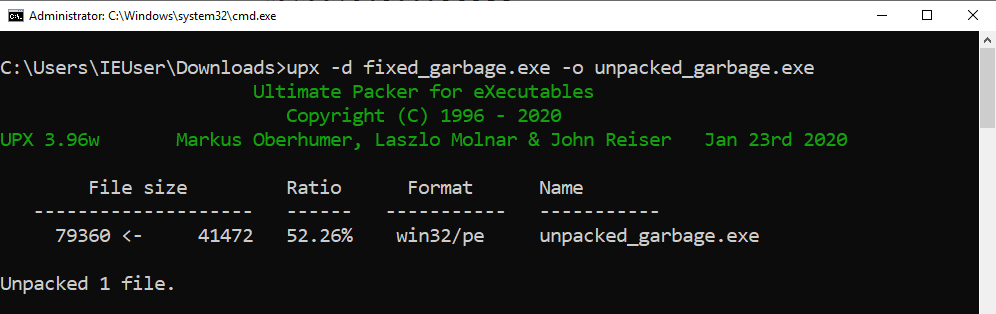 Administrator: C:\Windows\system32\cmd.exe
C:\Users\IEUser\Downloads>upx -d fixed_garbage.exe -o unpacked_garbage.exe
Ultimate Packer for eXecutables
Copyright (C) 1996 - 2020
UPX 3.96w Markus Oberhumer, Laszlo Molnar & John Reiser Jan 23rd 2020
File size Ratio Format Name
-------------------- ------ ----------- -----------
79360 <- 41472 52.26% win32/pe unpacked_garbage.exe
Unpacked 1 file.